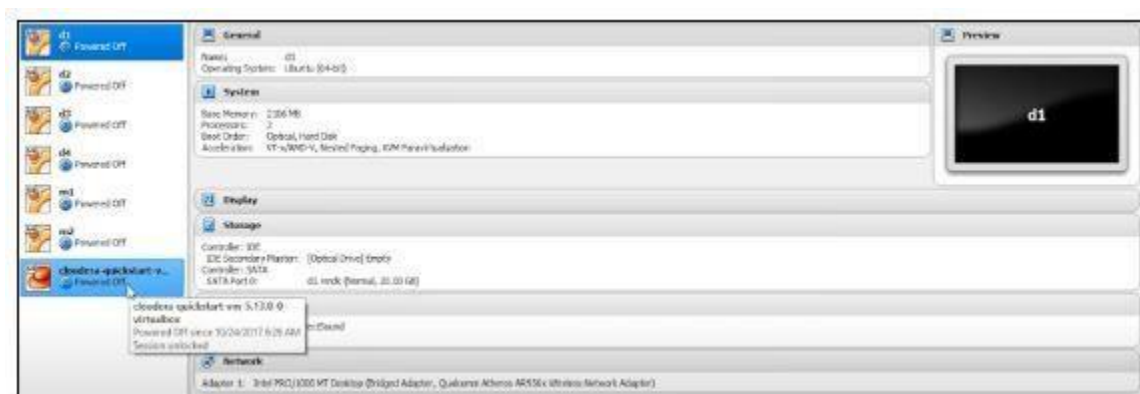 d1
Powered Off
d2
Powered Off
d3
Powered Off
d4
Powered Off
m1
Powered Off
m2
Powered Off
cloudera-quickstart-v...
Powered Off
cloudera-quickstart-vm-5.13.0-0-
virtualbox
Powered Off since 10/24/2017 6:29 AM
Session unlocked
General
Name: d1
Operating System: Ubuntu (64-bit)
System
Base Memory:
Processors: 2
Boot Order: Optical, Hard Disk
Acceleration: VT-x/AMD-V, Nested Paging, KVM Paravirtualization
Display
Storage
Controller: IDE
IDE Secondary Master: [Optical Drive] Empty
Controller: SATA
SATA Port 0: d1.vmdk (Normal, 20.00 GB)
Network
Adapter 1: Intel PRO/1000 MT Desktop (Bridged Adapter, Qualcomm Atheros Wireless Network Adapter)
Preview
d1